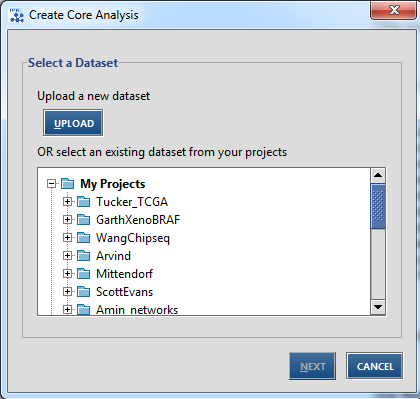 IPA
Create Core Analysis
Select a Dataset
Upload a new dataset
UPLOAD
OR select an existing dataset from your projects
My Projects
Tucker_TCGA
GarthXenoBRAF
WangChipseq
Arvind
Mittendorf
ScottEvans
Amin_networks
NEXT
CANCEL